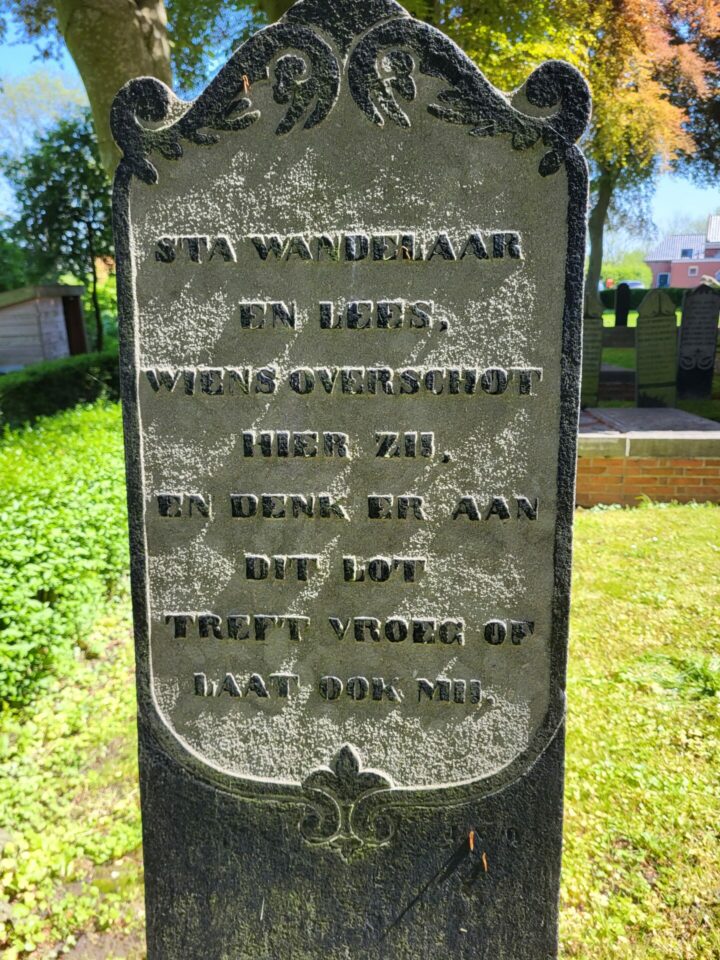 STA WANDELAAR
EN LEES,
WIENS OVERSCHOT
HIER ZIJ,
EN DENK ER AAN
DIT LOT
TREFT VROEG OF
LAAT OOK MIJ.